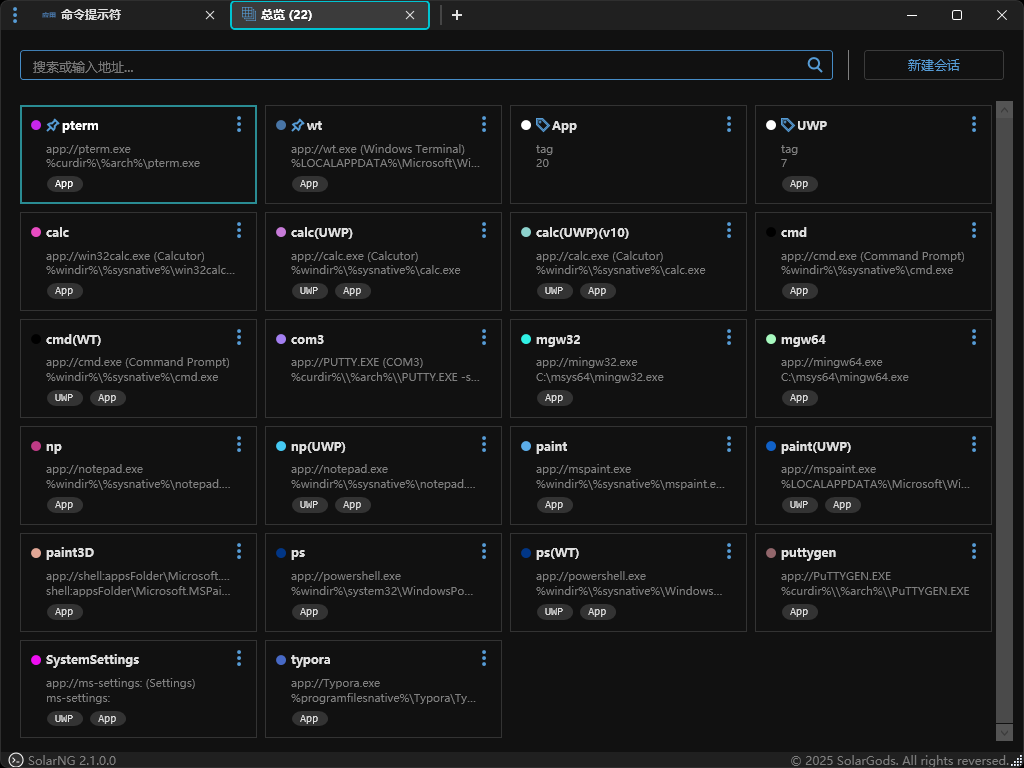 命令提示符
总览 (22)
搜索或输入地址...
新建会话
pterm
app://pterm.exe
%curdir%\%arch%\pterm.exe
App
wt
app://wt.exe (Windows Terminal)
%LOCALAPPDATA%\Microsoft\Wi...
App
App
tag
20
UWP
tag
7
App
calc
app://win32calc.exe (Calcutor)
%windir%\%sysnative%\win32calc...
App
calc(UWP)
app://calc.exe (Calcutor)
%windir%\%sysnative%\calc.exe
UWP App
calc(UWP)(v10)
app://calc.exe (Calcutor)
%windir%\%sysnative%\calc.exe
UWP App
cmd
app://cmd.exe (Command Prompt)
%windir%\%sysnative%\cmd.exe
App
cmd(WT)
app://cmd.exe (Command Prompt)
%windir%\%sysnative%\cmd.exe
UWP App
com3
app://PUTTY.EXE (COM3)
%curdir%\\%arch%\\PUTTY.EXE -s...
mgw32
app://mingw32.exe
C:\msys64\mingw32.exe
App
mgw64
app://mingw64.exe
C:\msys64\mingw64.exe
App
np
app://notepad.exe
%windir%\%sysnative%\notepad....
App
np(UWP)
app://notepad.exe
%windir%\%sysnative%\notepad....
UWP App
paint
app://mspaint.exe
%windir%\%sysnative%\mspaint.e...
App
paint(UWP)
app://mspaint.exe
%LOCALAPPDATA%\Microsoft\Wi...
UWP App
paint3D
app://shell:appsFolder\Microsoft....
shell:appsFolder\Microsoft.MSPai...
App
ps
app://powershell.exe
%windir%\system32\WindowsPo...
App
ps(WT)
app://powershell.exe
%windir%\%sysnative%\Windows...
UWP App
puttygen
app://PuTTYGEN.EXE
%curdir%\\%arch%\\PuTTYGEN.EXE
App
SystemSettings
app://ms-settings: (Settings)
ms-settings:
UWP App
typora
app://Typora.exe
%programfilesnative%\Typora\Ty...
App
SolarNG 2.1.0.0
© 2025 SolarGods. All rights reversed.